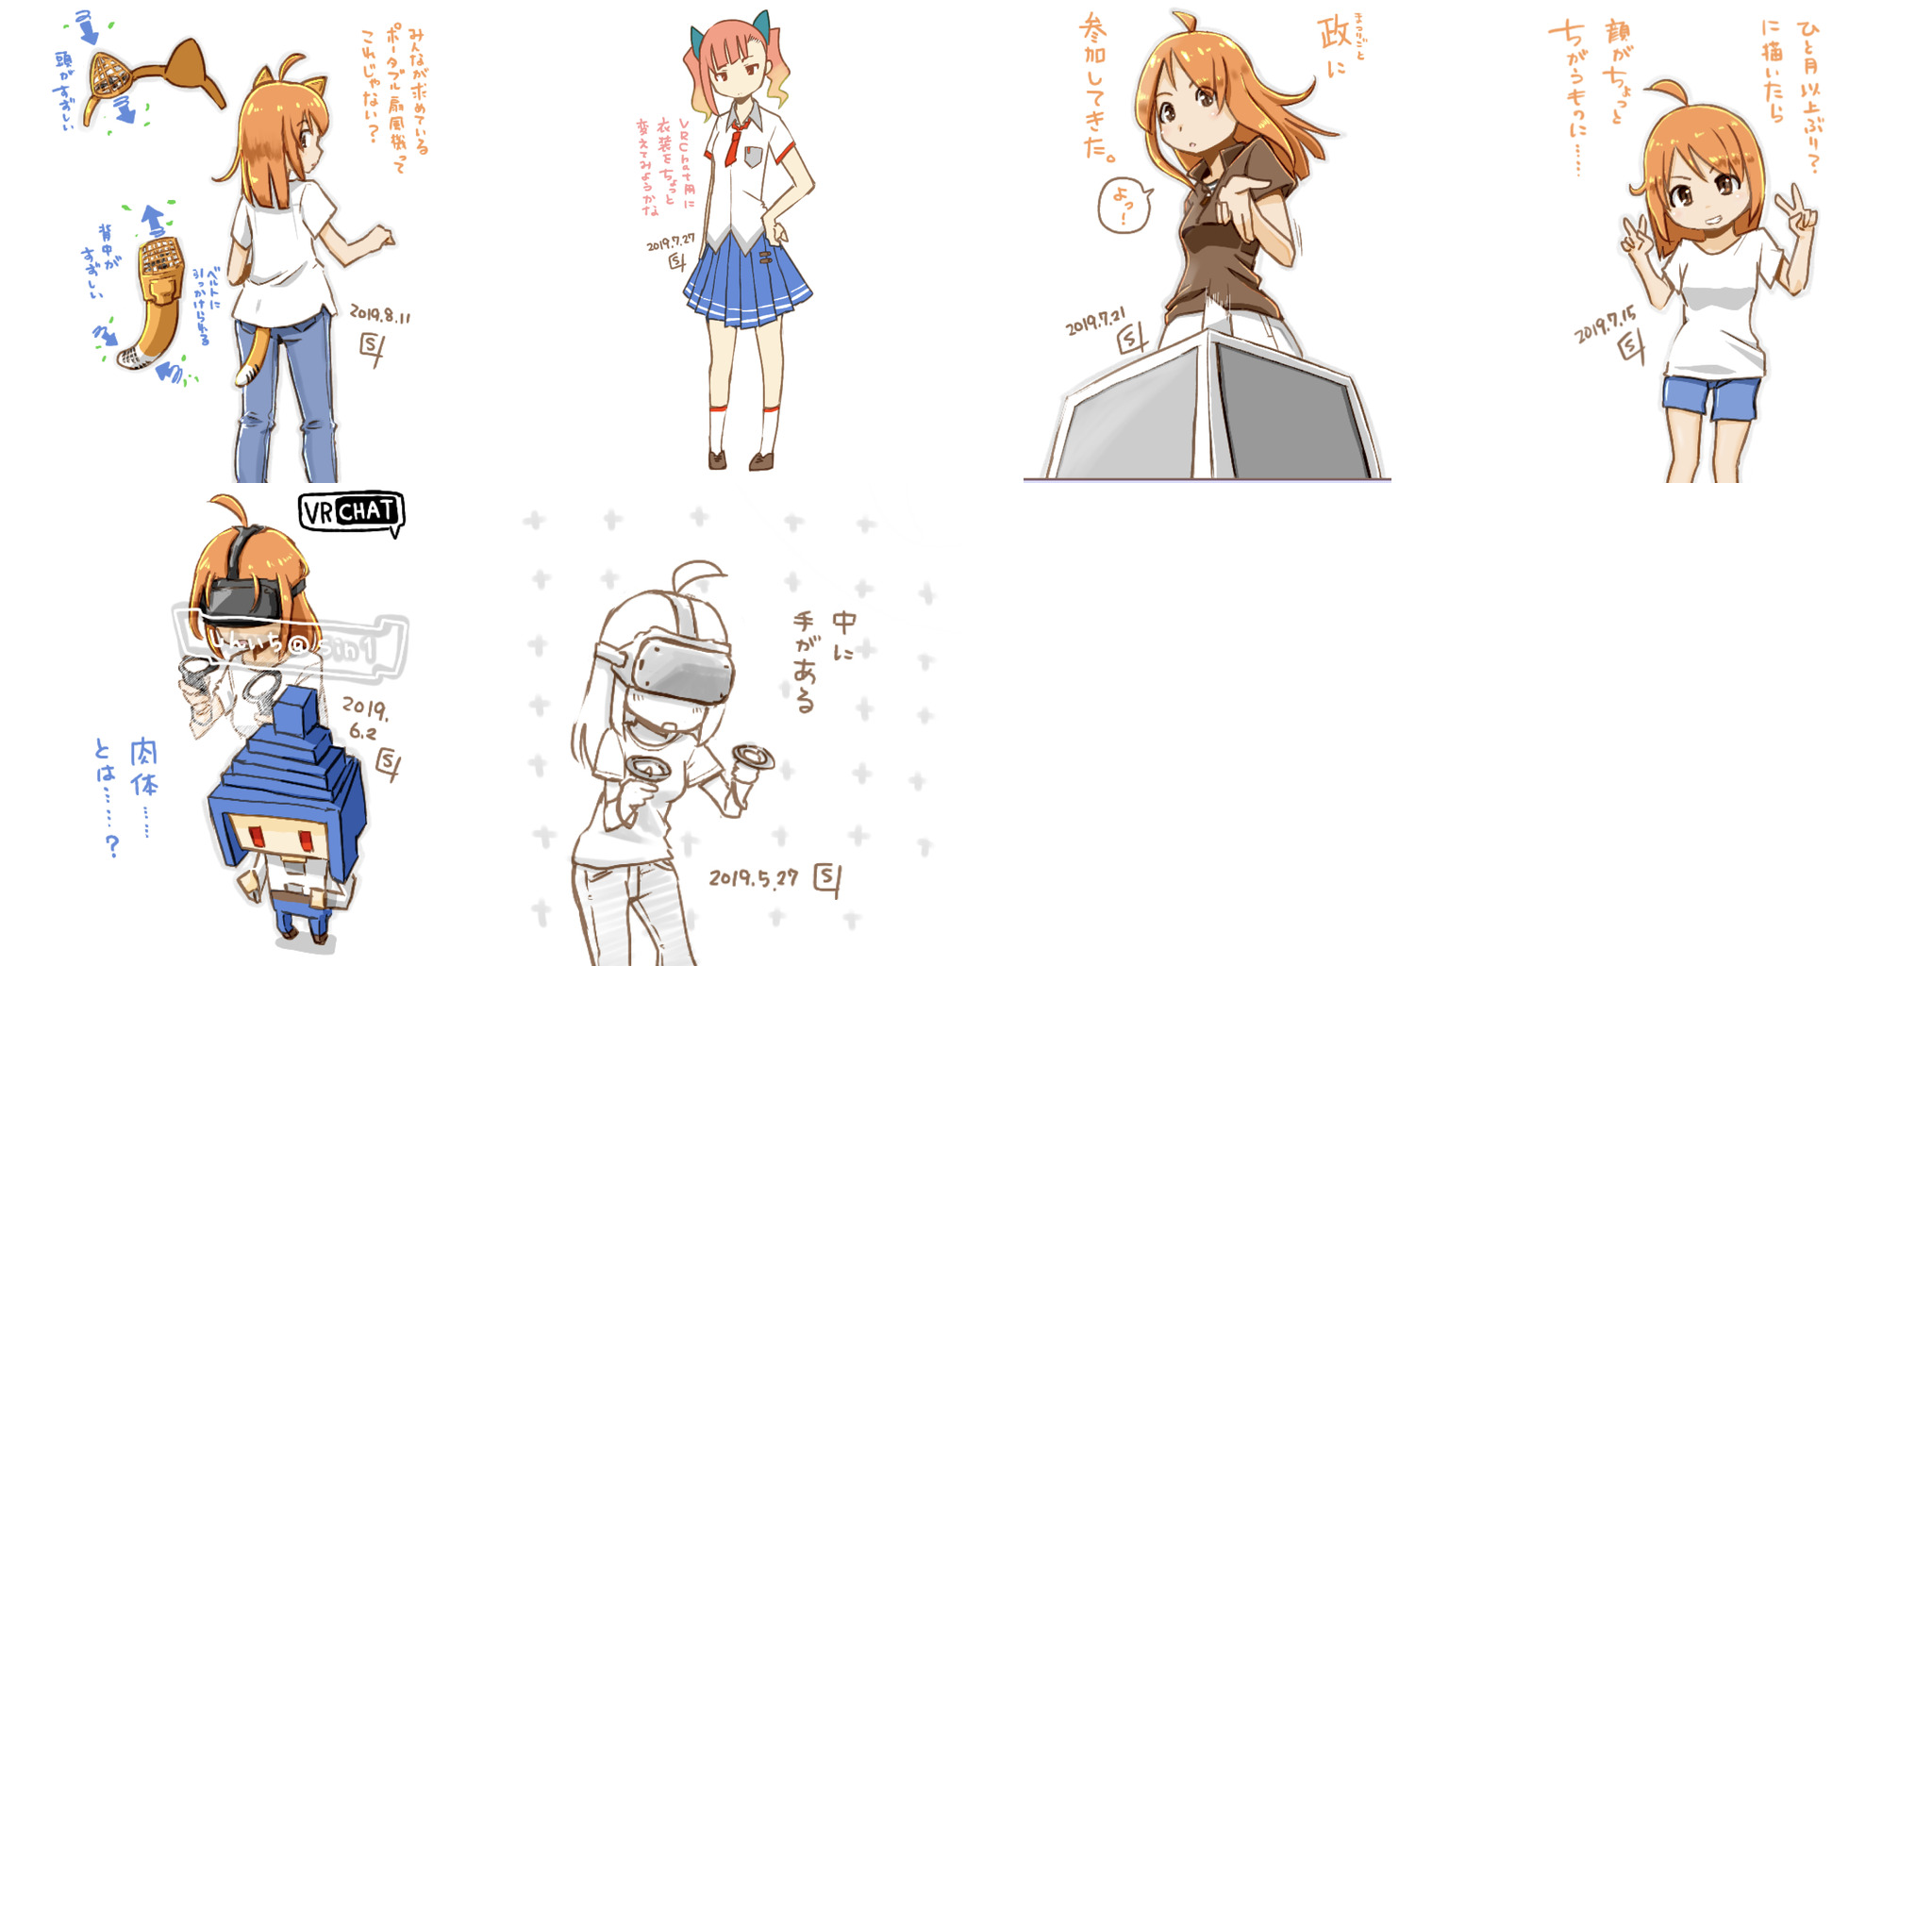 みんなが求めている
ポータブル扇風機って
これじゃない?
頭がすずしい
背中が
すずしい
ベルトに
引っかけられる
2019.8.11
S
VRChat用に
衣装をちょっと
変えてみようかな
2019.7.27
S
まつりごと
政に
参加してきた。
よっ!
2019.7.21
S
ひと月以上ぶり?
に描いたら
顔がちょっと
ちがうものに……
2019.7.15
S
VRCHAT
けんいち@5in1
2019.
6.2
S
肉体……
とは……?
中に
手がある
2019.5.27
S